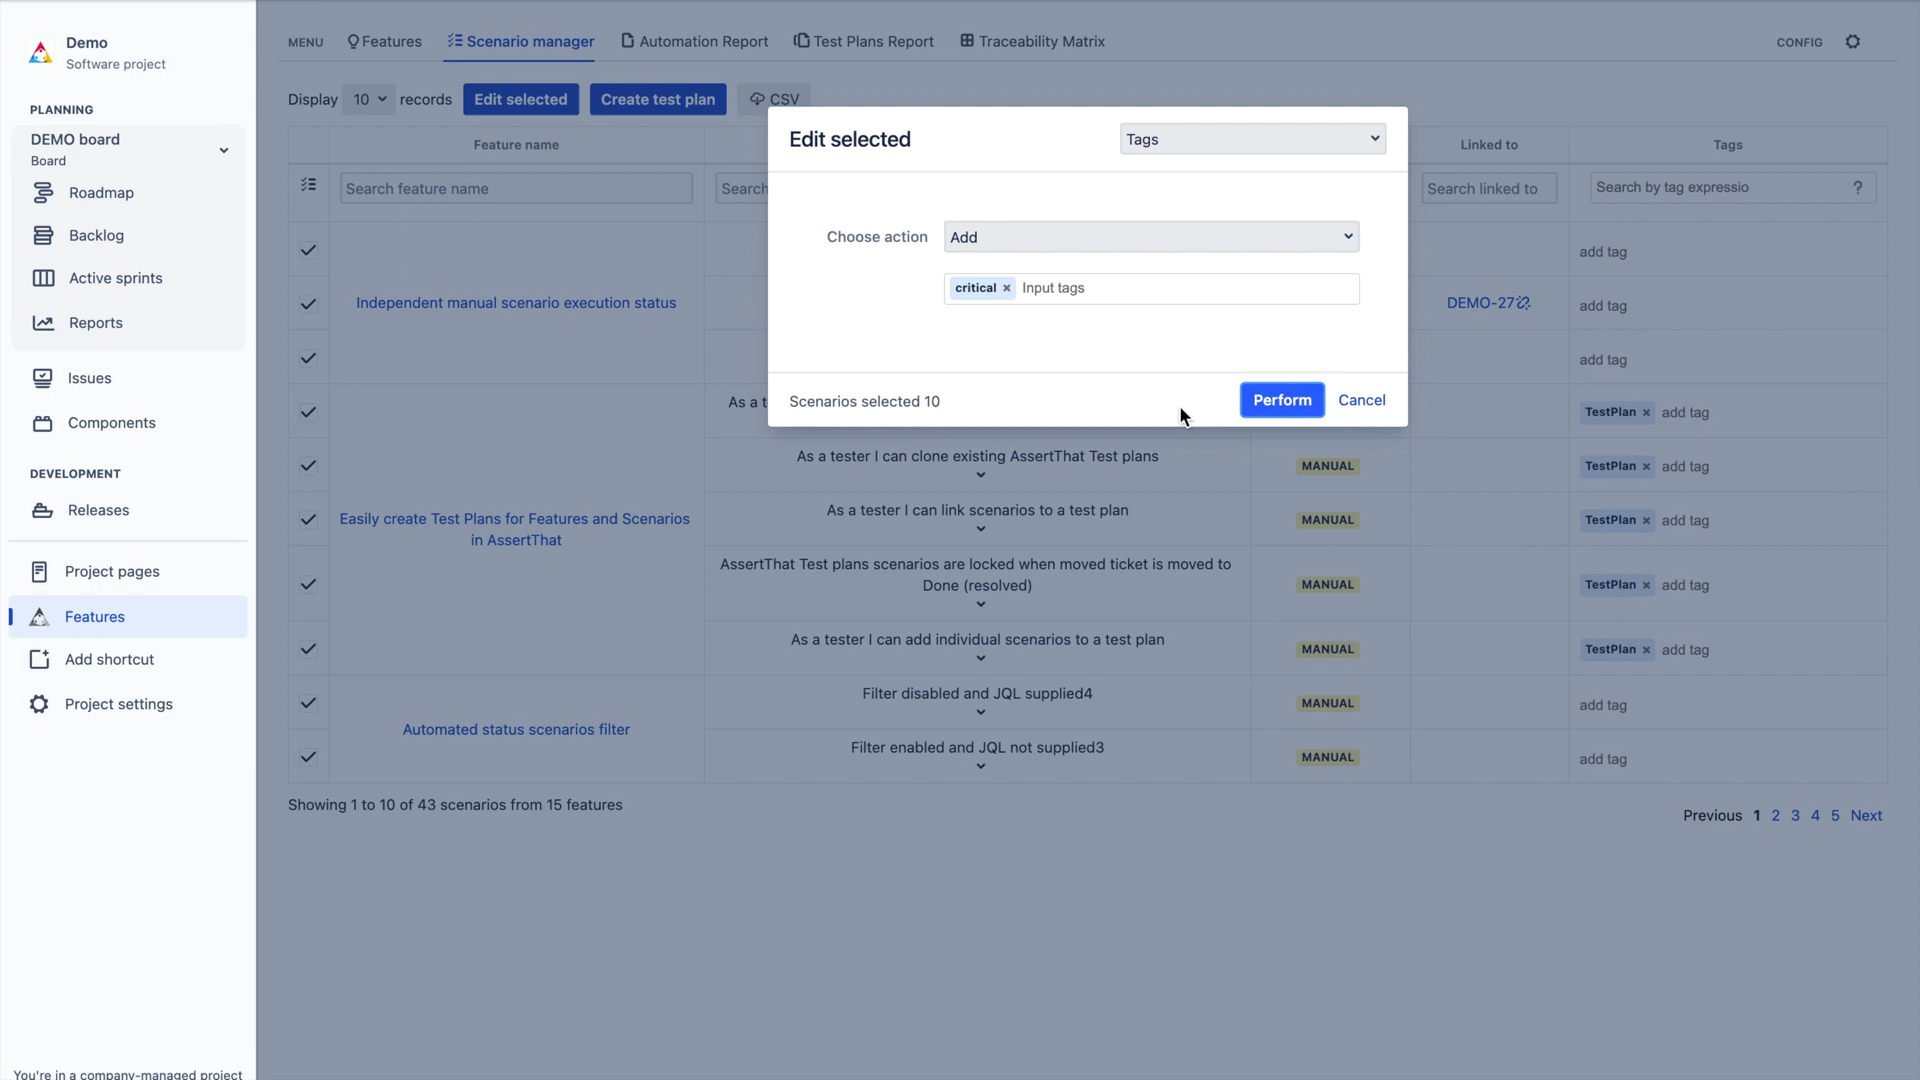 Demo
Software project
PLANNING
DEMO board
Board
Roadmap
Backlog
Active sprints
Reports
Issues
Components
DEVELOPMENT
Releases
Project pages
Features
Add shortcut
Project settings
You're in a company-managed project
MENU Features Scenario manager Automation Report Test Plans Report Traceability Matrix CONFIG
Display 10 records Edit selected Create test plan CSV
Feature name Linked to Tags
Search feature name Search Search linked to Search by tag expressio ?
Edit selected Tags
Choose action Add
critical × Input tags
Scenarios selected 10 Perform Cancel
add tag
Independent manual scenario execution status DEMO-27 add tag
add tag
As a t TestPlan × add tag
As a tester I can clone existing AssertThat Test plans MANUAL TestPlan × add tag
As a tester I can link scenarios to a test plan MANUAL TestPlan × add tag
Easily create Test Plans for Features and Scenarios
in AssertThat
AssertThat Test plans scenarios are locked when moved ticket is moved to
Done (resolved) MANUAL TestPlan × add tag
As a tester I can add individual scenarios to a test plan MANUAL TestPlan × add tag
Filter disabled and JQL supplied4 MANUAL add tag
Automated status scenarios filter
Filter enabled and JQL not supplied3 MANUAL add tag
Showing 1 to 10 of 43 scenarios from 15 features
Previous 1 2 3 4 5 Next